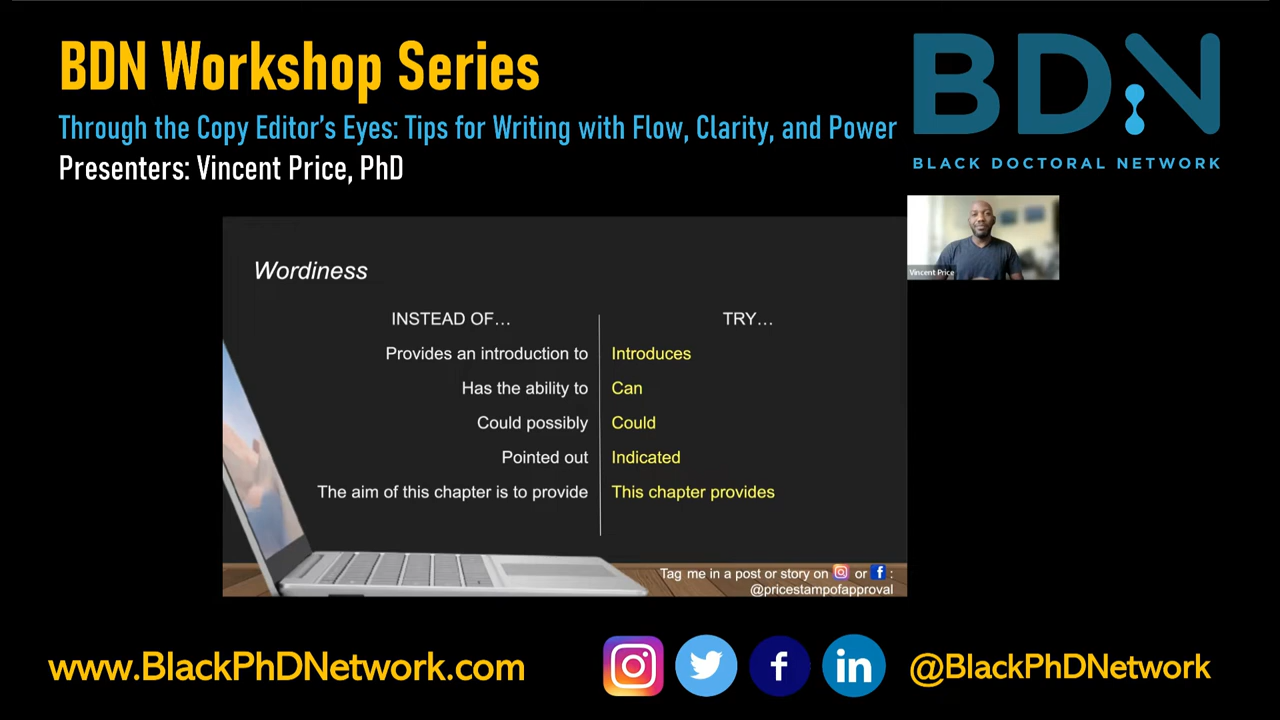 BDN Workshop Series
Through the Copy Editor's Eyes: Tips for Writing with Flow, Clarity, and Power
Presenters: Vincent Price, PhD
BDN
BLACK DOCTORAL NETWORK
Vincent Price
Wordiness
INSTEAD OF… TRY…
Provides an introduction to Introduces
Has the ability to Can
Could possibly Could
Pointed out Indicated
The aim of this chapter is to provide This chapter provides
Tag me in a post or story on or f :
@pricestampofapproval
www.BlackPhDNetwork.com f in @BlackPhDNetwork